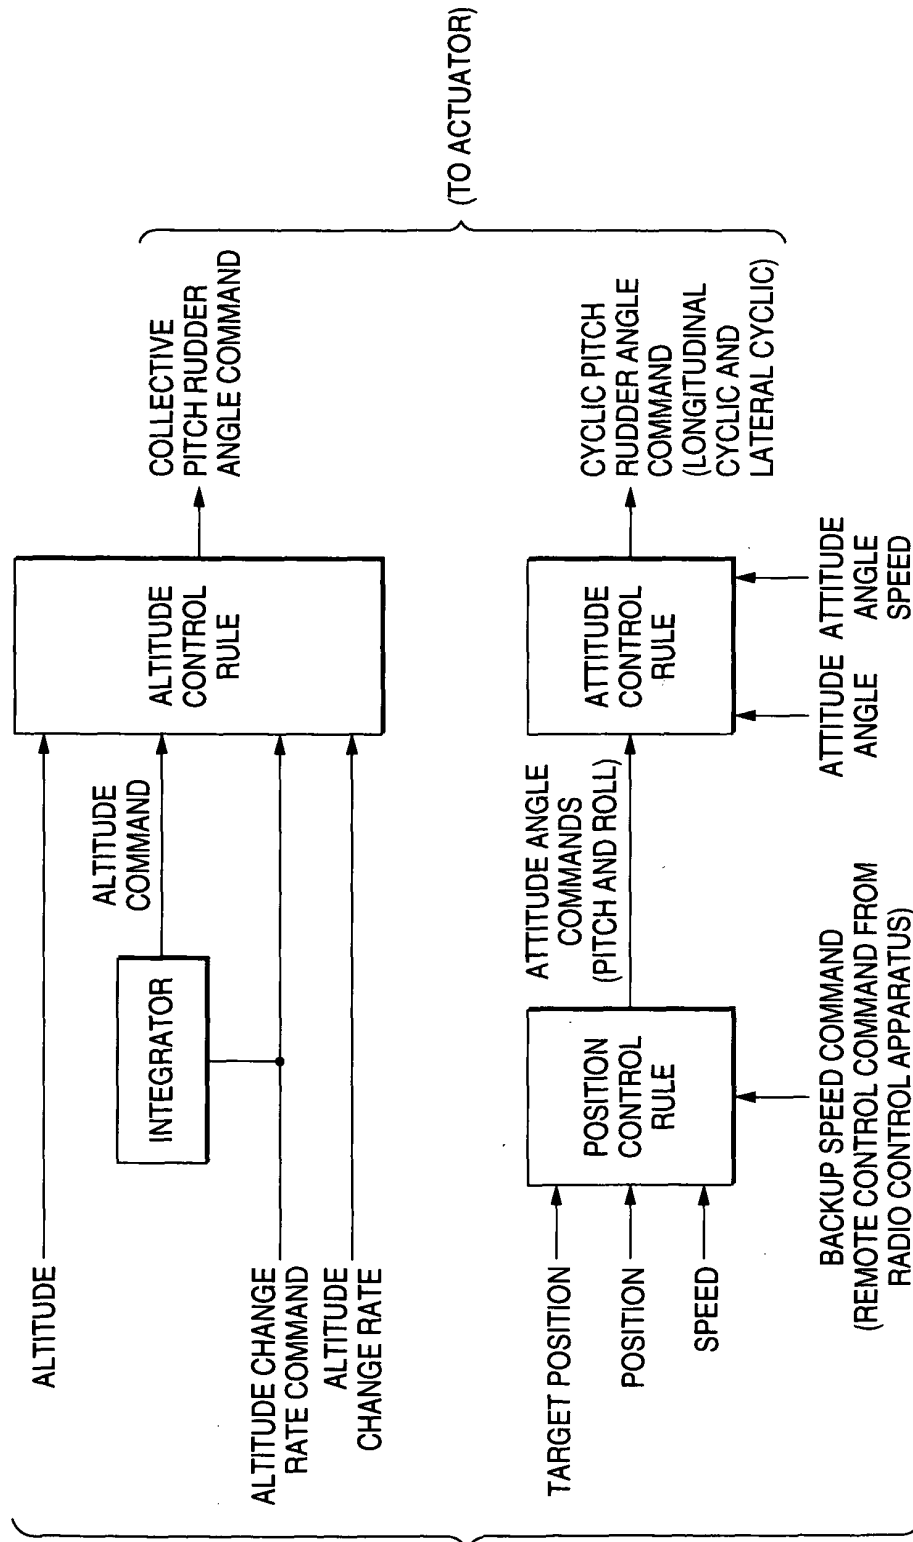 ALTITUDE
ALTITUDE CHANGE
RATE COMMAND
ALTITUDE
CHANGE RATE
INTEGRATOR
ALTITUDE
COMMAND
ALTITUDE
CONTROL
RULE
COLLECTIVE
PITCH RUDDER
ANGLE COMMAND
TARGET POSITION
POSITION
SPEED
POSITION
CONTROL
RULE
BACKUP SPEED COMMAND
(REMOTE CONTROL COMMAND FROM
RADIO CONTROL APPARATUS)
ATTITUDE ANGLE
COMMANDS
(PITCH AND ROLL)
ATTITUDE
CONTROL
RULE
ATTITUDE
ANGLE
ATTITUDE
ANGLE
SPEED
CYCLIC PITCH
RUDDER ANGLE
COMMAND
(LONGITUDINAL
CYCLIC AND
LATERAL CYCLIC)
(TO ACTUATOR)